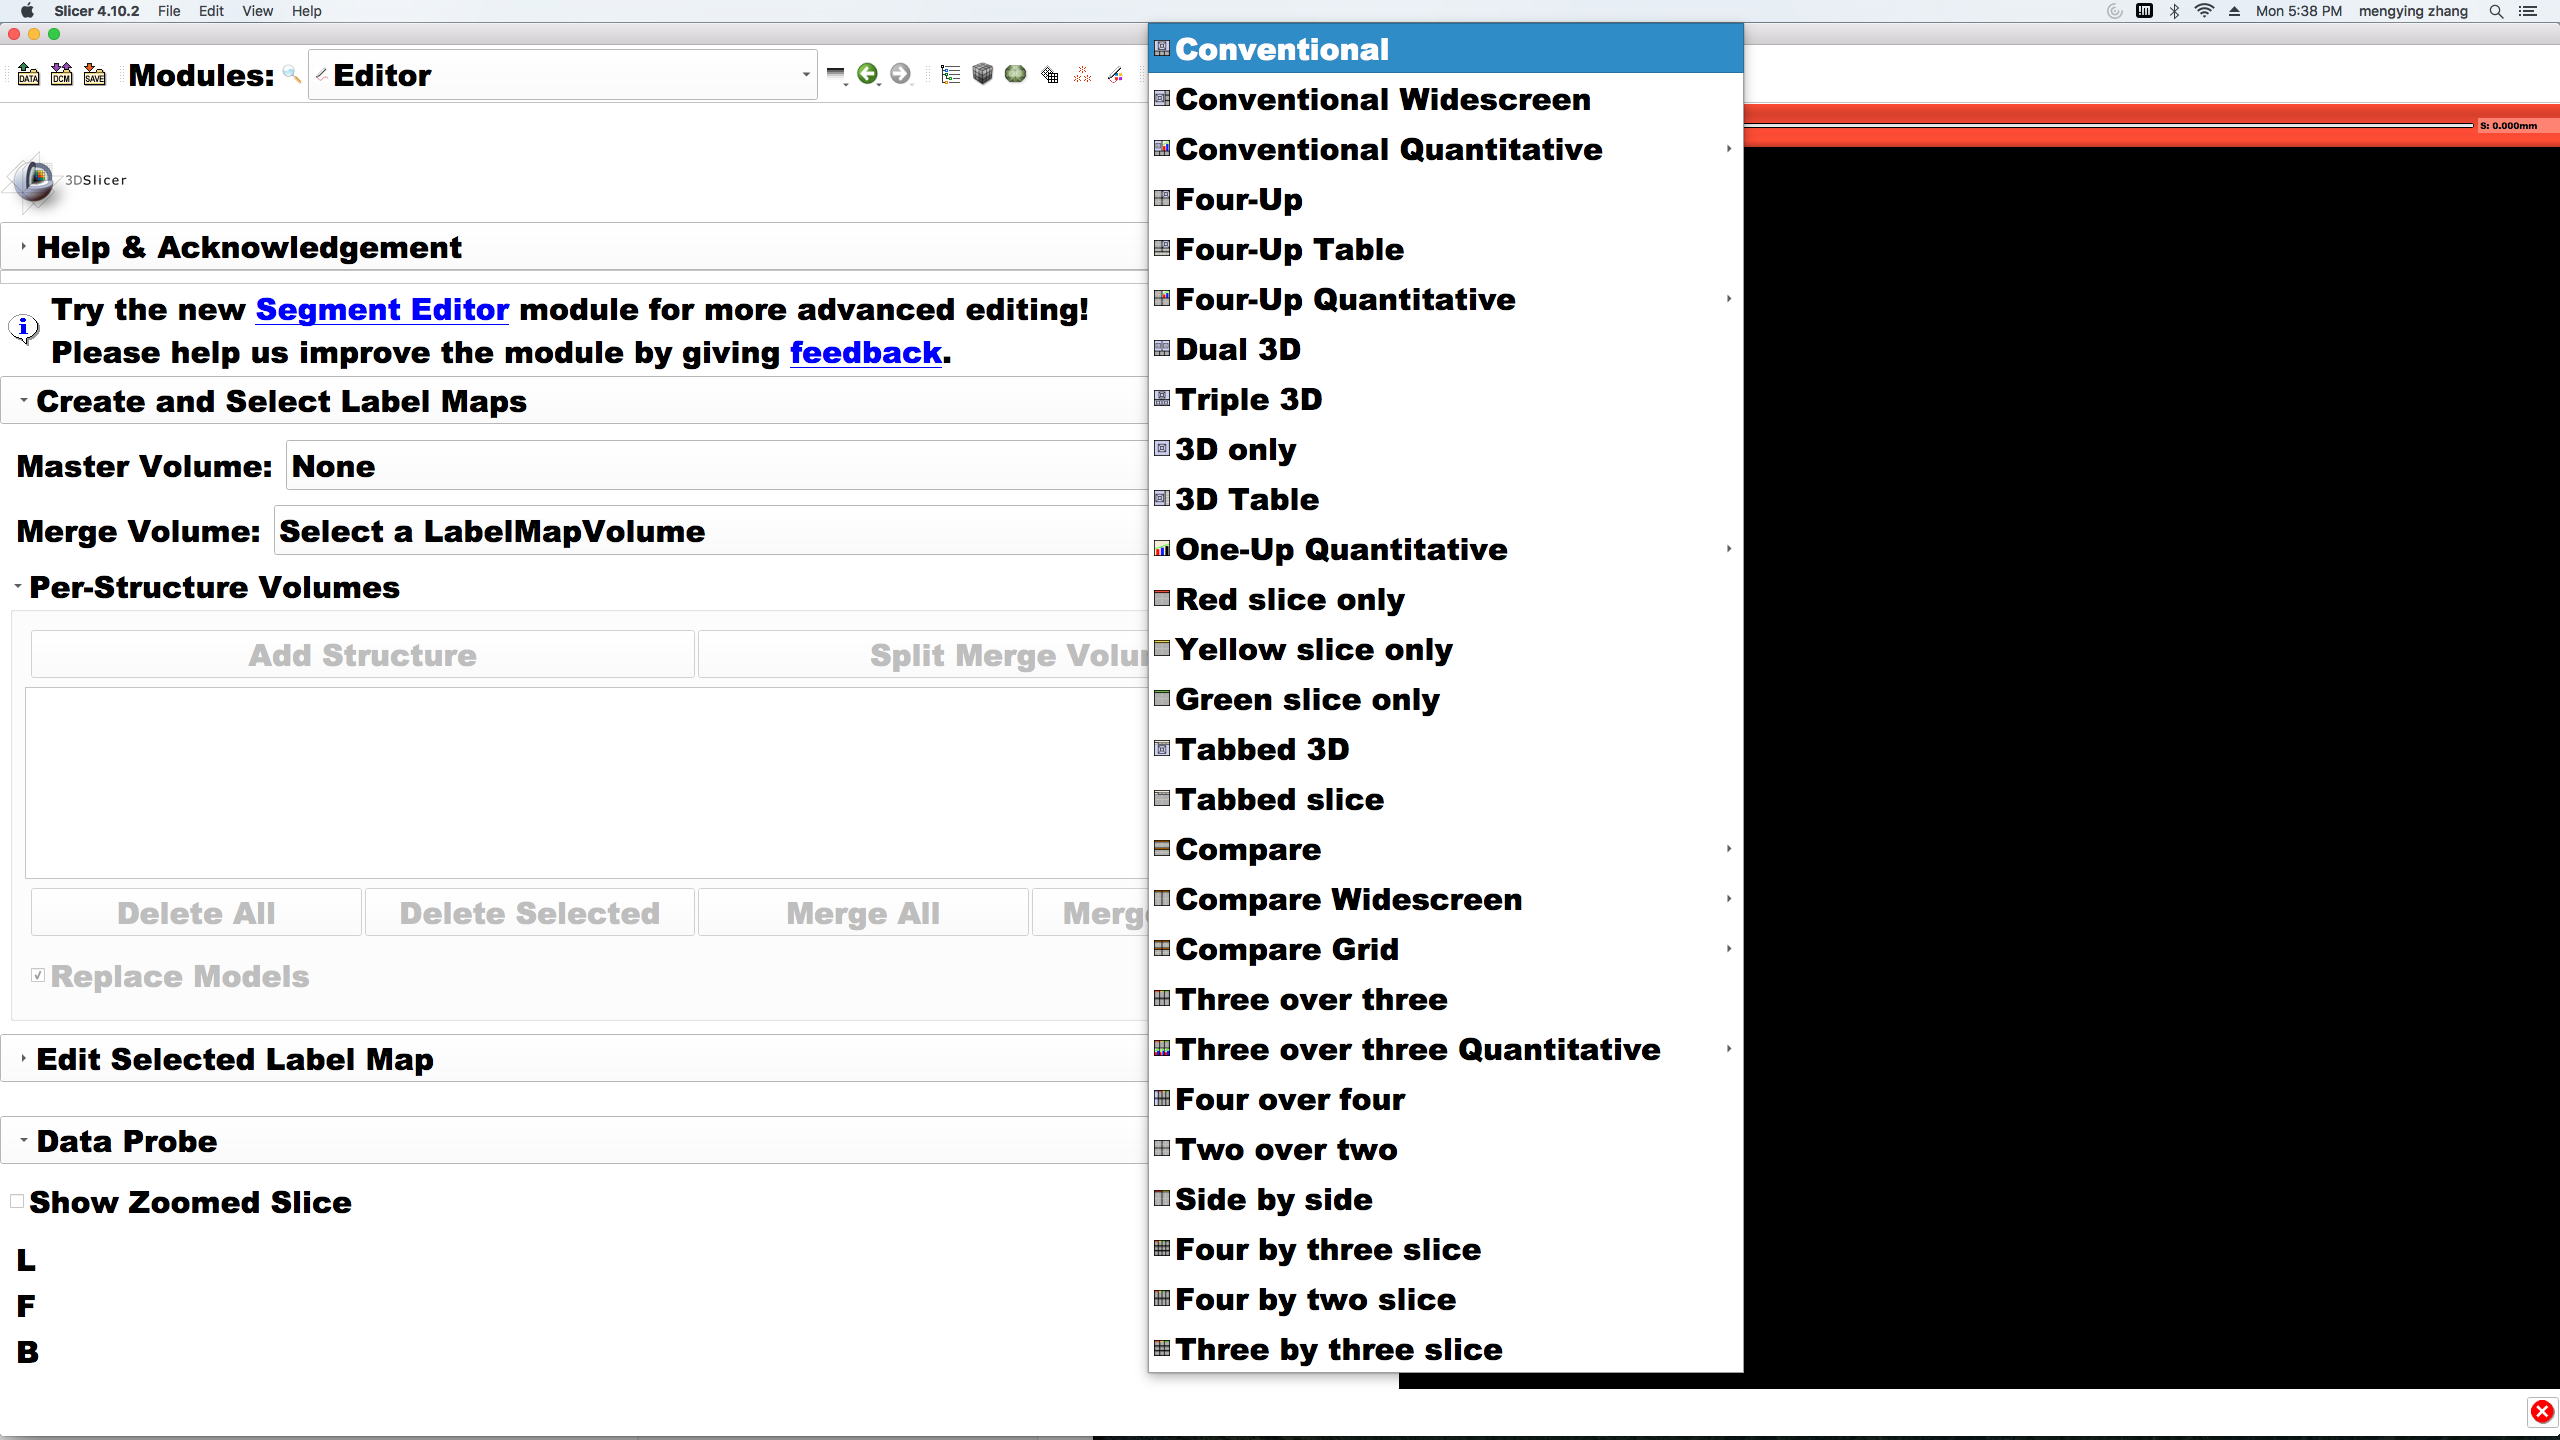 Slicer 4.10.2 File Edit View Help
Mon 5:38 PM mengying zhang
DATA DCM SAVE Modules: Editor
S: 0.000mm
3DSlicer
Help & Acknowledgement
Try the new Segment Editor module for more advanced editing!
Please help us improve the module by giving feedback.
Create and Select Label Maps
Master Volume: None
Merge Volume: Select a LabelMapVolume
Per-Structure Volumes
Add Structure
Split Merge Volu
Delete All
Delete Selected
Merge All
Merg
Replace Models
Edit Selected Label Map
Data Probe
Show Zoomed Slice
L
F
B
Conventional
Conventional Widescreen
Conventional Quantitative
Four-Up
Four-Up Table
Four-Up Quantitative
Dual 3D
Triple 3D
3D only
3D Table
One-Up Quantitative
Red slice only
Yellow slice only
Green slice only
Tabbed 3D
Tabbed slice
Compare
Compare Widescreen
Compare Grid
Three over three
Three over three Quantitative
Four over four
Two over two
Side by side
Four by three slice
Four by two slice
Three by three slice